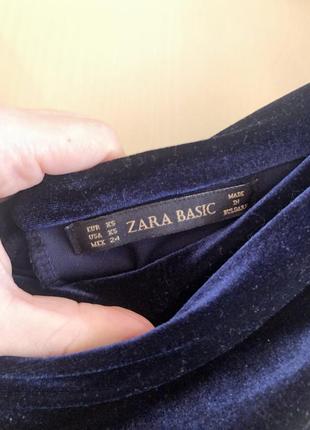 EUR XS
USA XS
MEX 24
ZARA BASIC
MADE
IN
BULGARIA